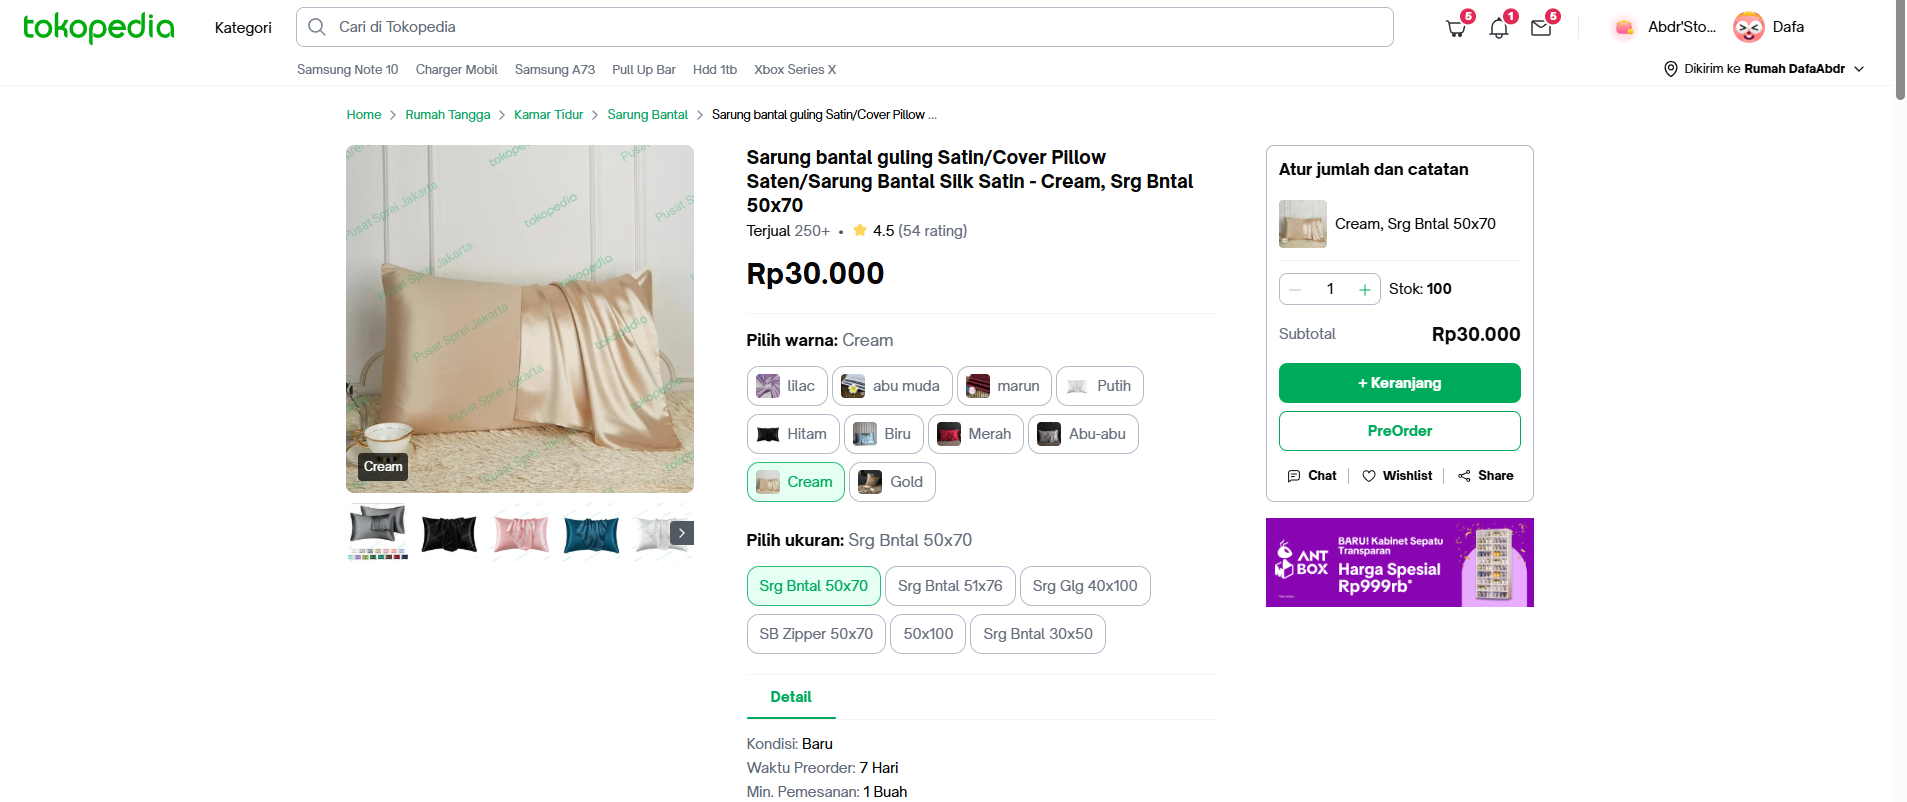 tokopedia
Kategori
Cari di Tokopedia
5
1
5
Abdr'Sto...
Dafa
Samsung Note 10
Charger Mobil
Samsung A73
Pull Up Bar
Hdd 1tb
Xbox Series X
Dikirim ke Rumah DafaAbdr
Home
Rumah Tangga
Kamar Tidur
Sarung Bantal
Sarung bantal guling Satin/Cover Pillow ...
Pusat Sprei Jakarta
tokopedia
Cream
Sarung bantal guling Satin/Cover Pillow
Saten/Sarung Bantal Silk Satin - Cream, Srg Bntal
50x70
Terjual 250+ • 4.5 (54 rating)
Rp30.000
Pilih warna: Cream
lilac
abu muda
marun
Putih
Hitam
Biru
Merah
Abu-abu
Cream
Gold
Pilih ukuran: Srg Bntal 50x70
Srg Bntal 50x70
Srg Bntal 51x76
Srg Glg 40x100
SB Zipper 50x70
50x100
Srg Bntal 30x50
Detail
Kondisi: Baru
Waktu Preorder: 7 Hari
Min. Pemesanan: 1 Buah
Atur jumlah dan catatan
Cream, Srg Bntal 50x70
1
Stok: 100
Subtotal
Rp30.000
+ Keranjang
PreOrder
Chat
Wishlist
Share
ANT
BOX
BARU! Kabinet Sepatu
Transparan
Harga Spesial
Rp999rb*